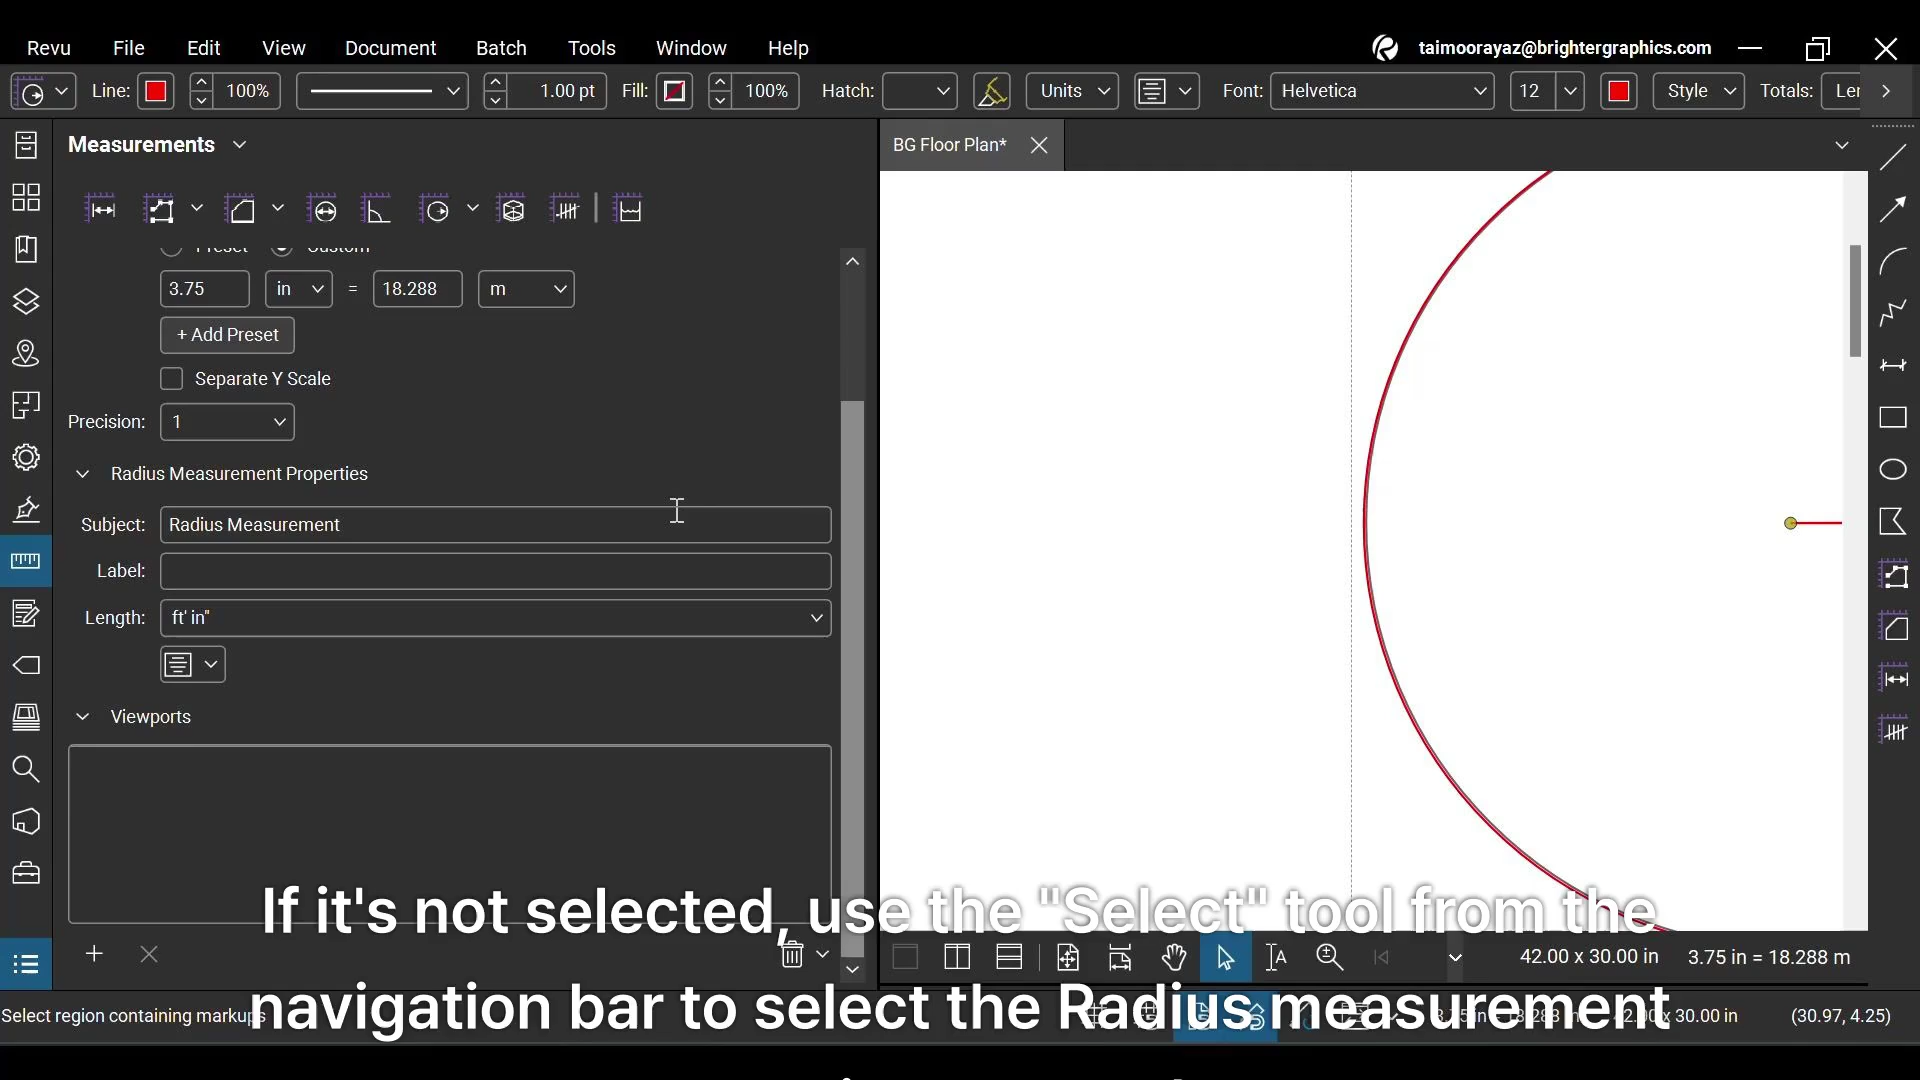 Revu File Edit View Document Batch Tools Window Help taimoorayaz@brightergraphics.com
Line: 100% 1.00 pt Fill: 100% Hatch: Units Font: Helvetica 12 Style Totals: Ler
Measurements
BG Floor Plan*
Preset Custom
3.75 in = 18.288 m
+ Add Preset
Separate Y Scale
Precision: 1
Radius Measurement Properties
Subject: Radius Measurement
Label:
Length: ft' in"
Viewports
If it's not selected, use the "Select" tool from the
42.00 x 30.00 in 3.75 in = 18.288 m
navigation bar to select the Radius measurement
Select region containing markups
(30.97, 4.25)